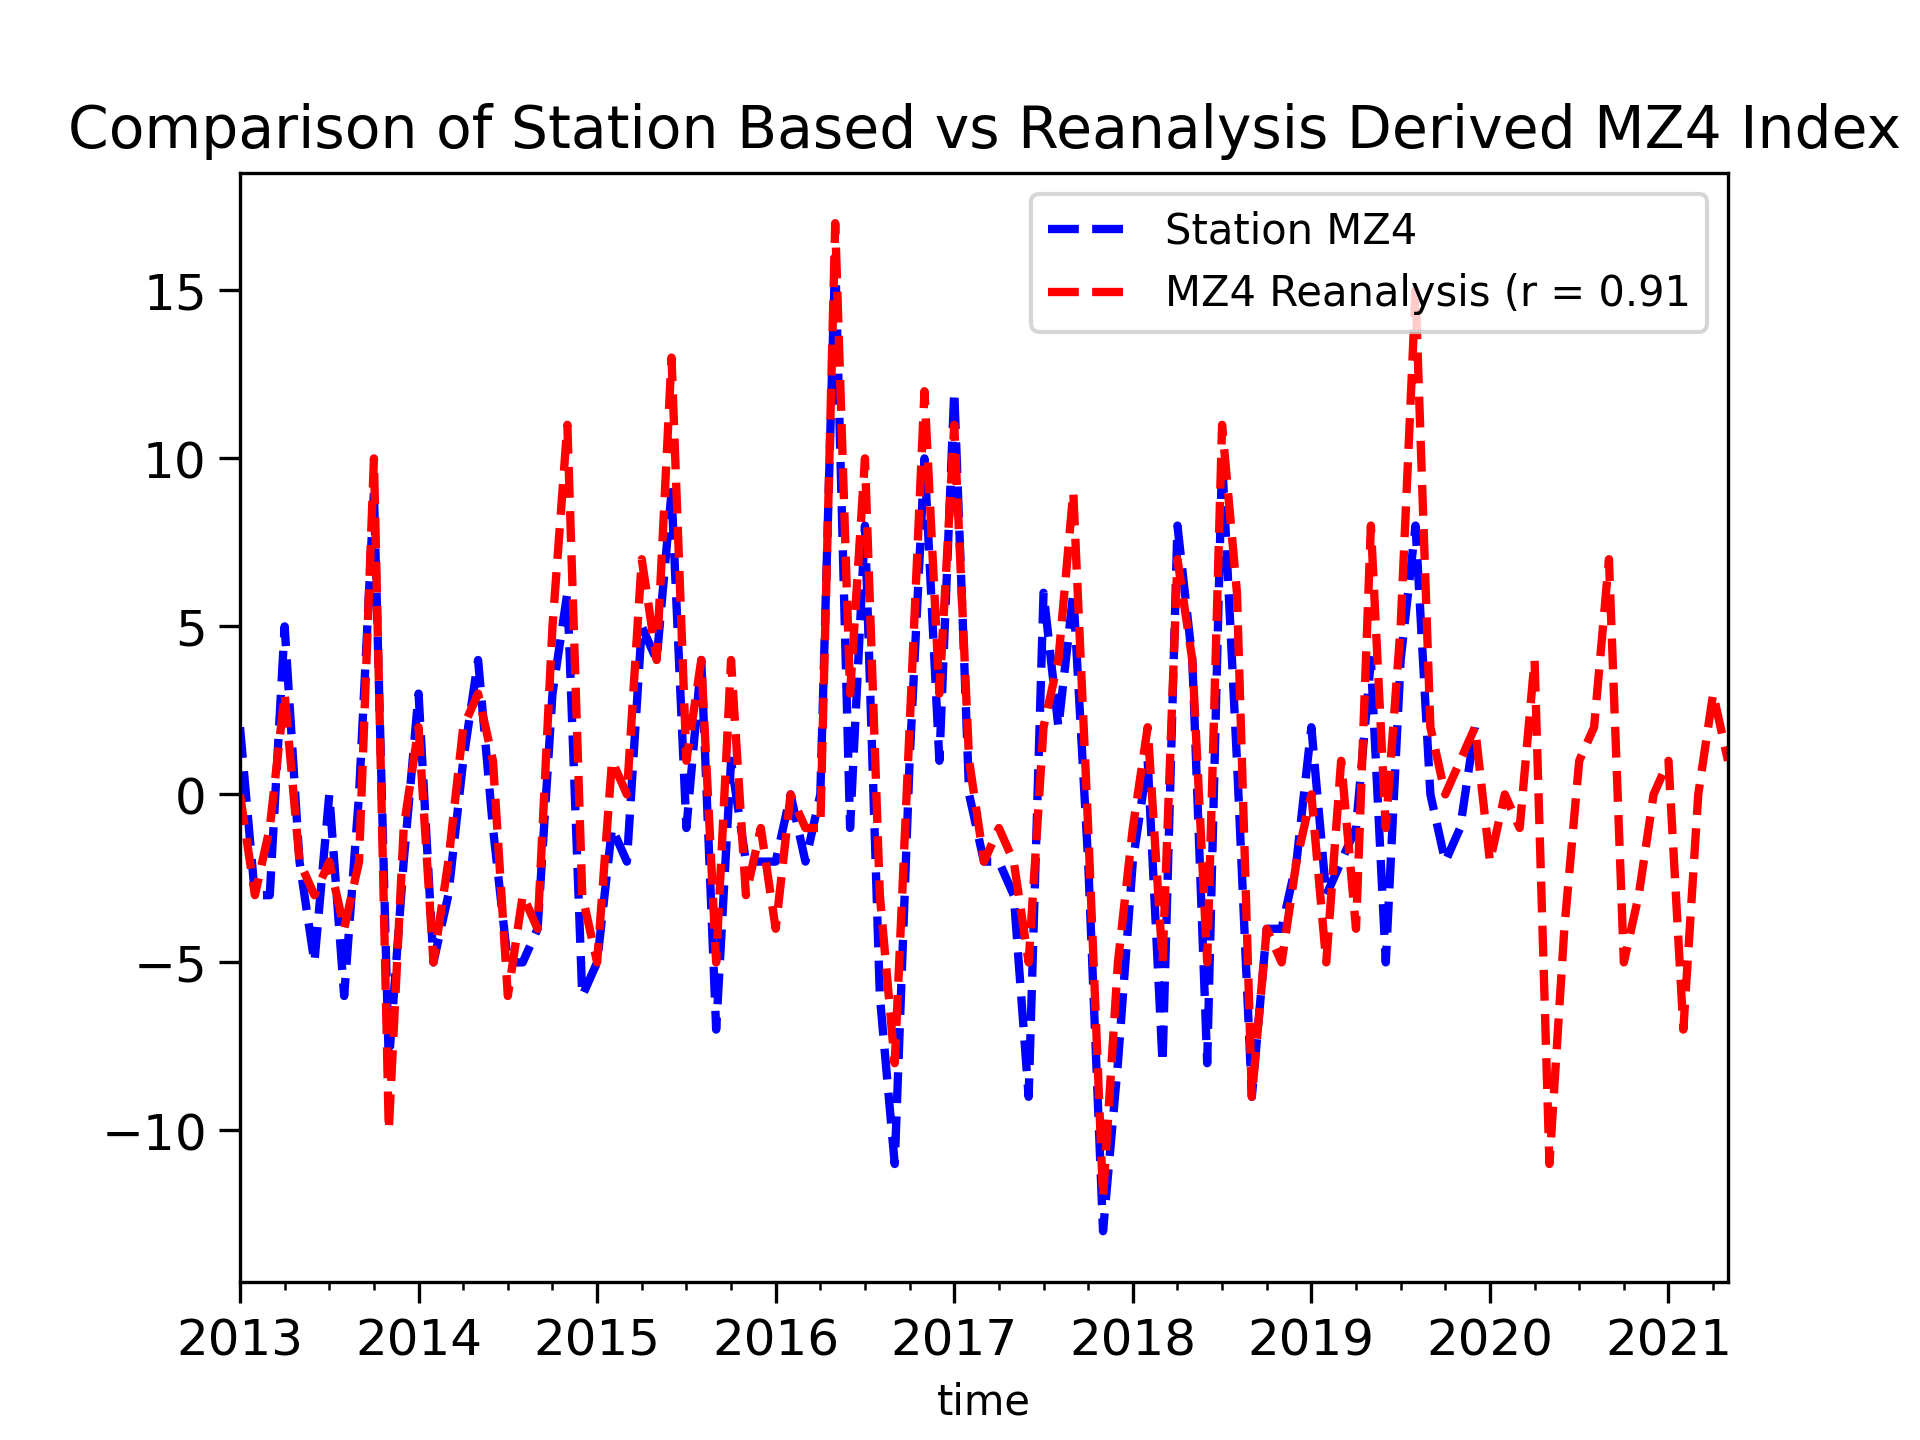 Comparison of Station Based vs Reanalysis Derived MZ4 Index
Station MZ4
MZ4 Reanalysis (r = 0.91
15
10
5
0
−5
−10
2013 2014 2015 2016 2017 2018 2019 2020 2021
time